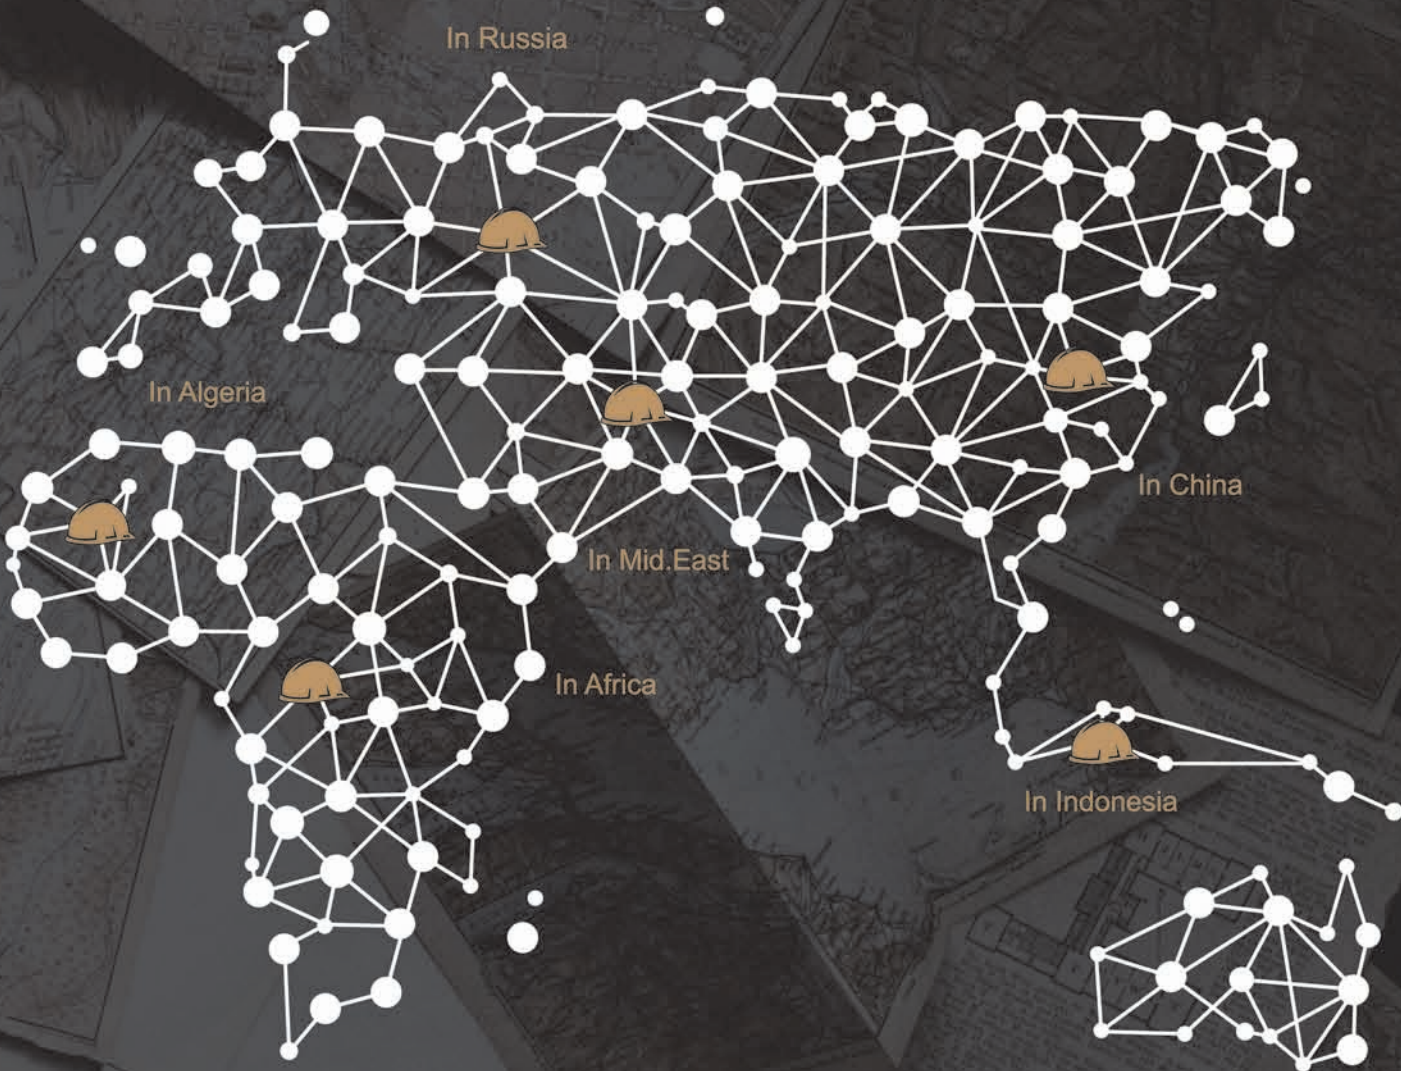 In Russia
In Algeria
In China
In Mid.East
In Africa
In Indonesia